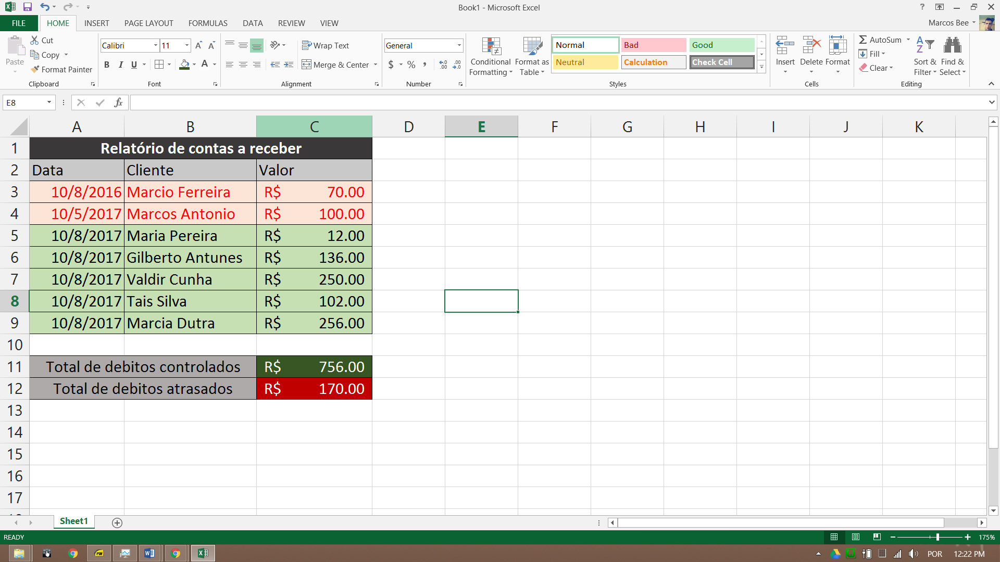 Book1 - Microsoft Excel
?
FILE HOME INSERT PAGE LAYOUT FORMULAS DATA REVIEW VIEW Marcos Bee
Paste Cut Copy Format Painter Clipboard
Calibri 11 B I U A Font
Wrap Text Merge & Center Alignment
General $ % , Number
Conditional Formatting Format as Table
Normal Bad Good
Neutral Calculation Check Cell
Styles
Insert Delete Format Cells
AutoSum Fill Clear Sort & Filter Find & Select Editing
E8 fx
A B C D E F G H I J K
1 Relatório de contas a receber
2 Data Cliente Valor
3 10/8/2016 Marcio Ferreira R$ 70.00
4 10/5/2017 Marcos Antonio R$ 100.00
5 10/8/2017 Maria Pereira R$ 12.00
6 10/8/2017 Gilberto Antunes R$ 136.00
7 10/8/2017 Valdir Cunha R$ 250.00
8 10/8/2017 Tais Silva R$ 102.00
9 10/8/2017 Marcia Dutra R$ 256.00
10
11 Total de debitos controlados R$ 756.00
12 Total de debitos atrasados R$ 170.00
13
14
15
16
17
Sheet1
READY 175%
POR 12:22 PM